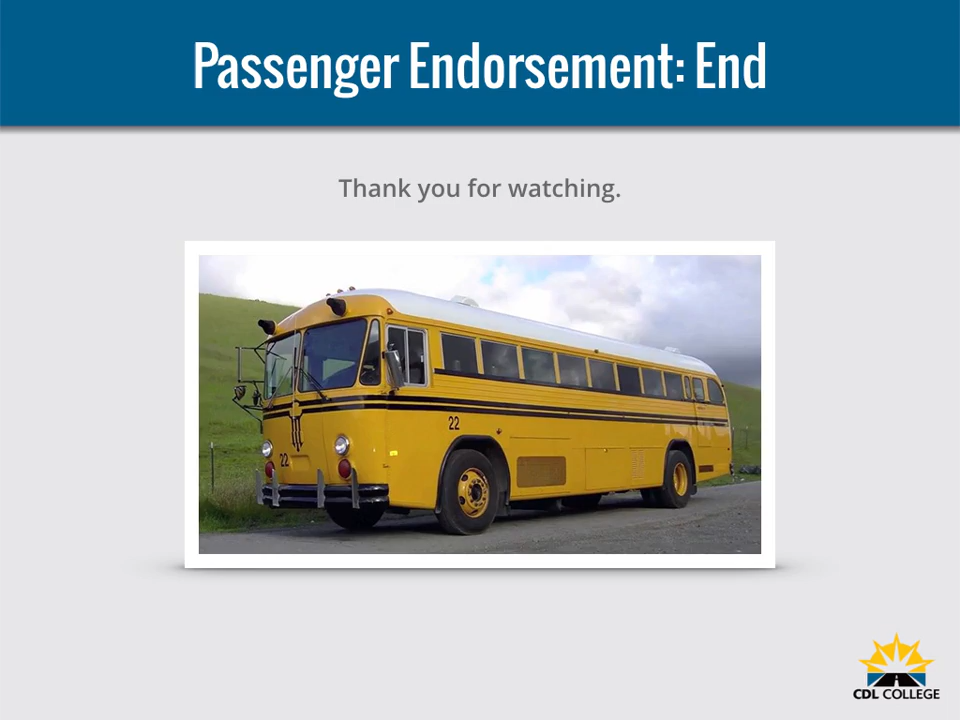 Passenger Endorsement: End
Thank you for watching.
22
22
CDL COLLEGE